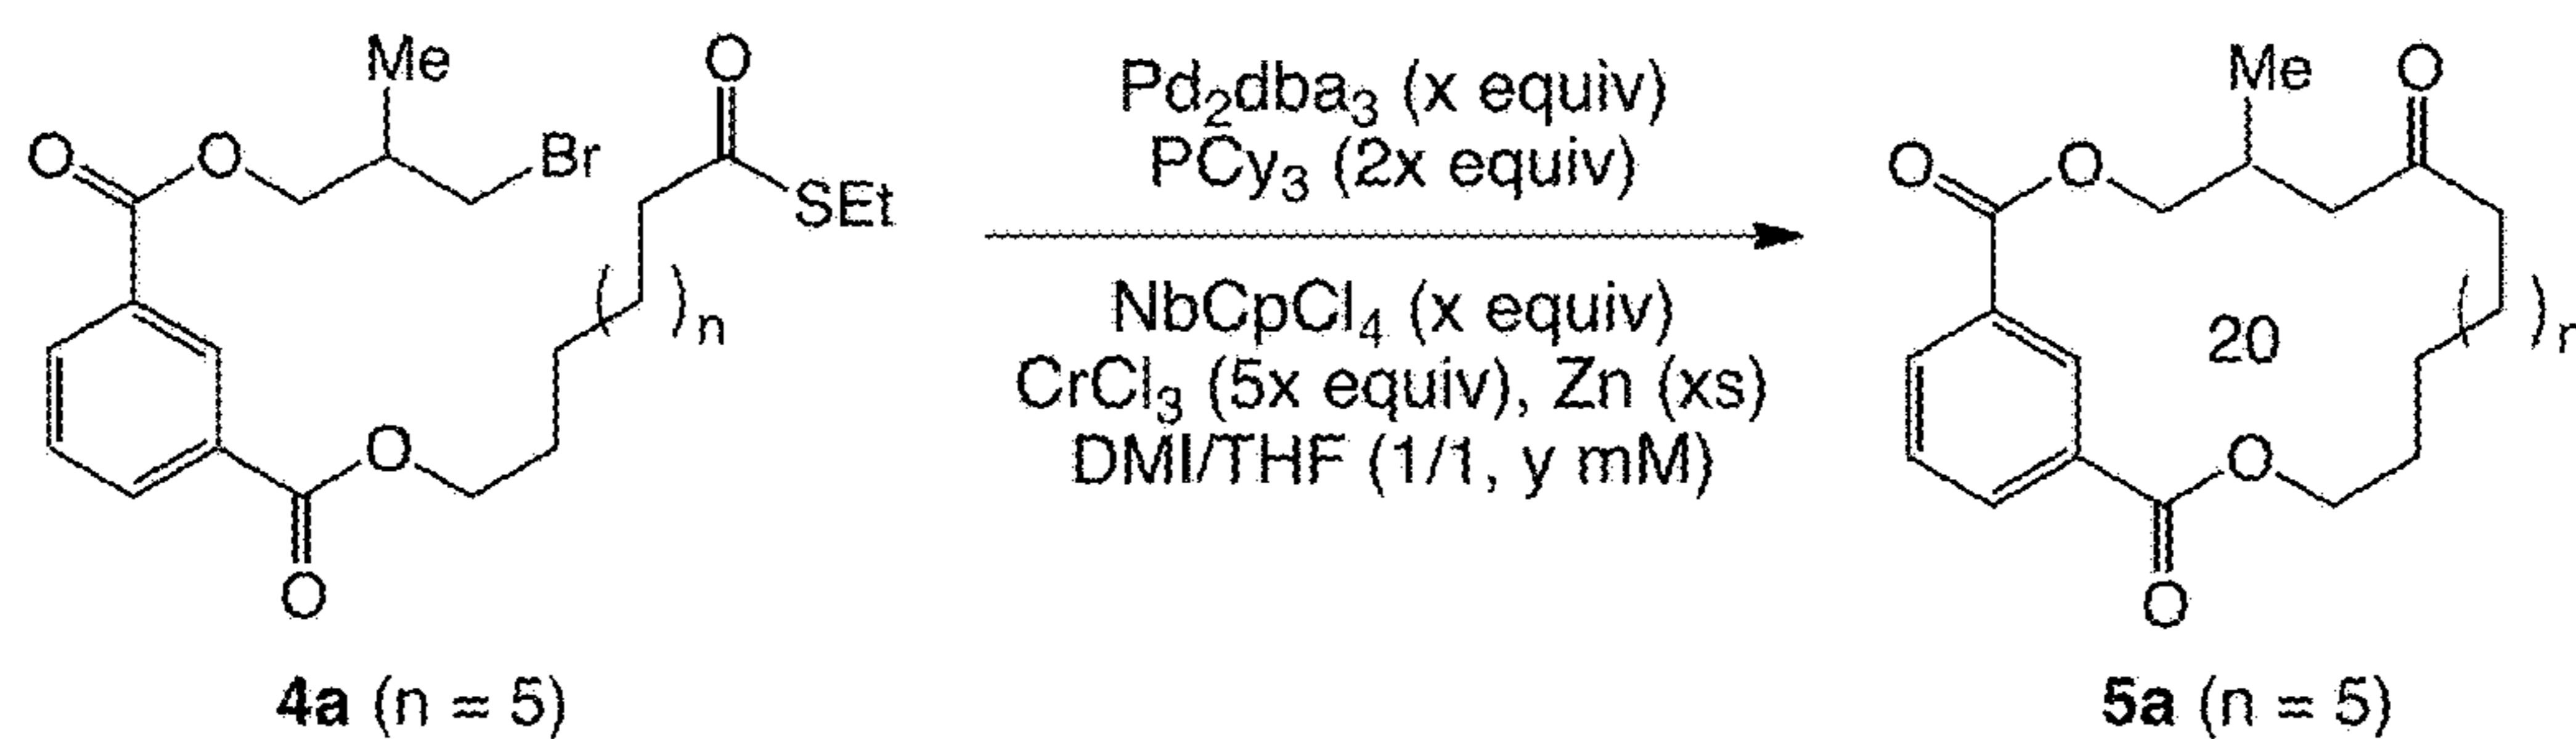 Me
O
O
O
Br
SEt
( )n
O
O
4a (n = 5)
Pd₂dba₃ (x equiv)
PCy₃ (2x equiv)
NbCpCl₄ (x equiv)
CrCl₃ (5x equiv), Zn (xs)
DMI/THF (1/1, y mM)
Me
O
O
O
( )n
20
O
O
5a (n = 5)